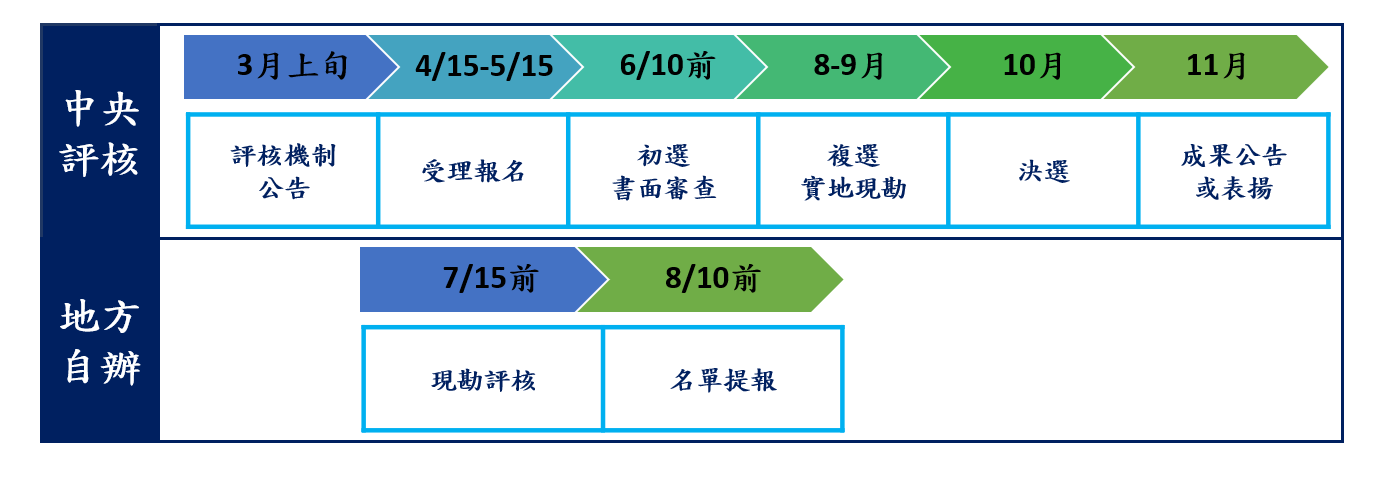 中央
評核
3月上旬
4/15-5/15
6/10前
8-9月
10月
11月
評核機制
公告
受理報名
初選
書面審查
複選
實地現勘
決選
成果公告
或表揚
地方
自辦
7/15前
8/10前
現勘評核
名單提報